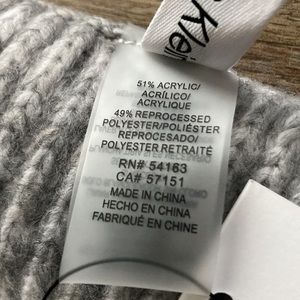 Klein
51% ACRYLIC/
ACRÍLICO/
ACRYLIQUE
49% REPROCESSED
POLYESTER/POLIÉSTER
REPROCESADO/
POLYESTER RETRAITÉ
RN# 54163
CA# 57151
MADE IN CHINA
HECHO EN CHINA
FABRIQUÉ EN CHINE